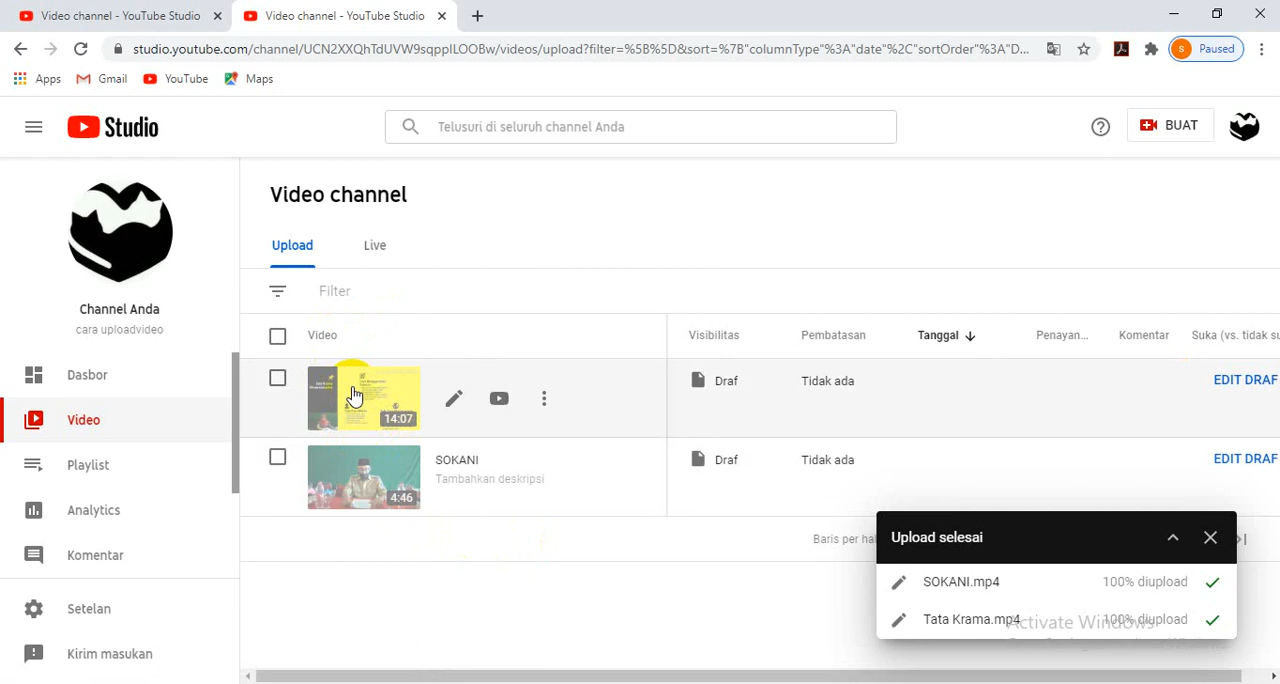 Video channel - YouTube Studio
Video channel - YouTube Studio
studio.youtube.com/channel/UCN2XXQhTdUVW9sqppILOOBw/videos/upload?filter=%5B%5D&sort=%7B"columnType"%3A"date"%2C"sortOrder"%3A"D...
S Paused
Apps Gmail YouTube Maps
Studio
Telusuri di seluruh channel Anda
BUAT
Video channel
Channel Anda
cara uploadvideo
Upload Live
Filter
Video Visibilitas Pembatasan Tanggal Penayan... Komentar Suka (vs. tidak su
Dasbor
14:07
Draf Tidak ada EDIT DRAF
Video
SOKANI
Tambahkan deskripsi
4:46
Draf Tidak ada EDIT DRAF
Playlist
Analytics
Komentar
Setelan
Kirim masukan
Baris per hal
Upload selesai
SOKANI.mp4 100% diupload
Tata Krama.mp4 100% diupload
Activate Windows